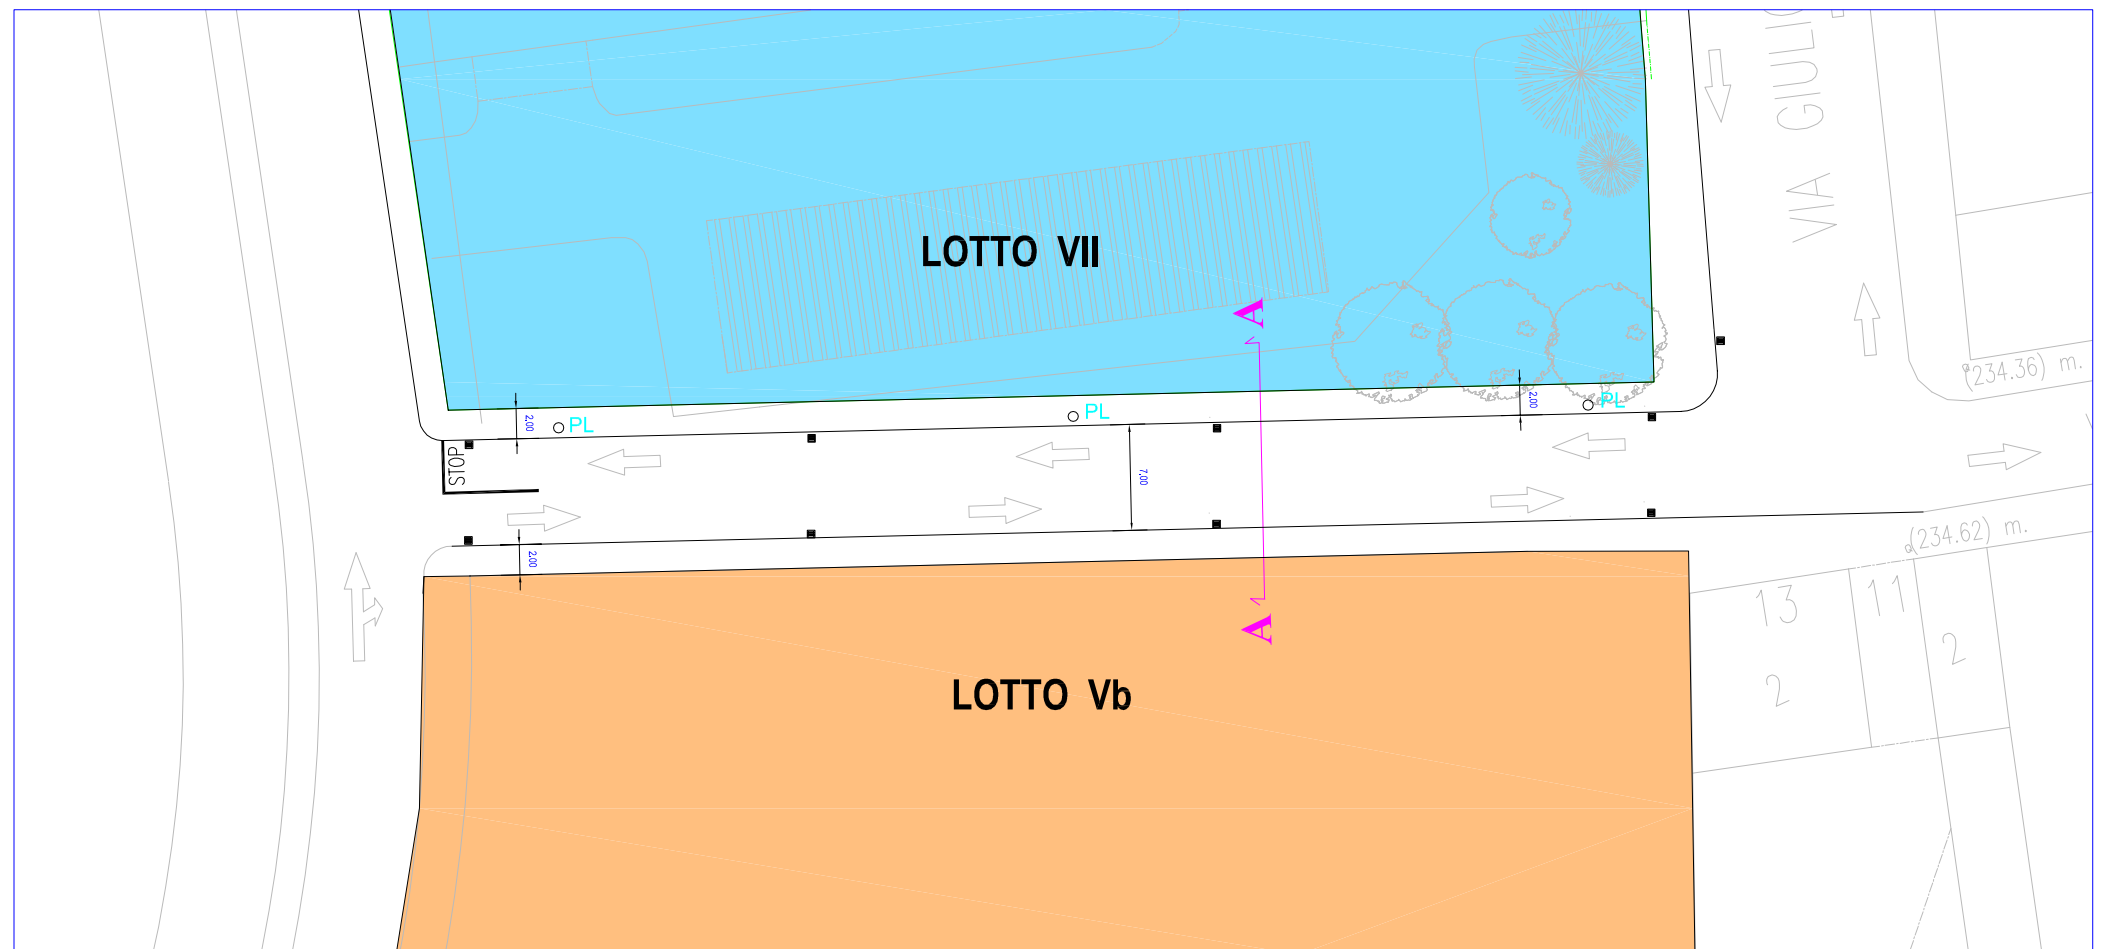 VIA GIULIO
LOTTO VII
A
(234.36) m.
2.00
PL
PL
2.00
PL
STOP
7.00
2.00
(234.62) m.
A
13
11
2
2
LOTTO Vb